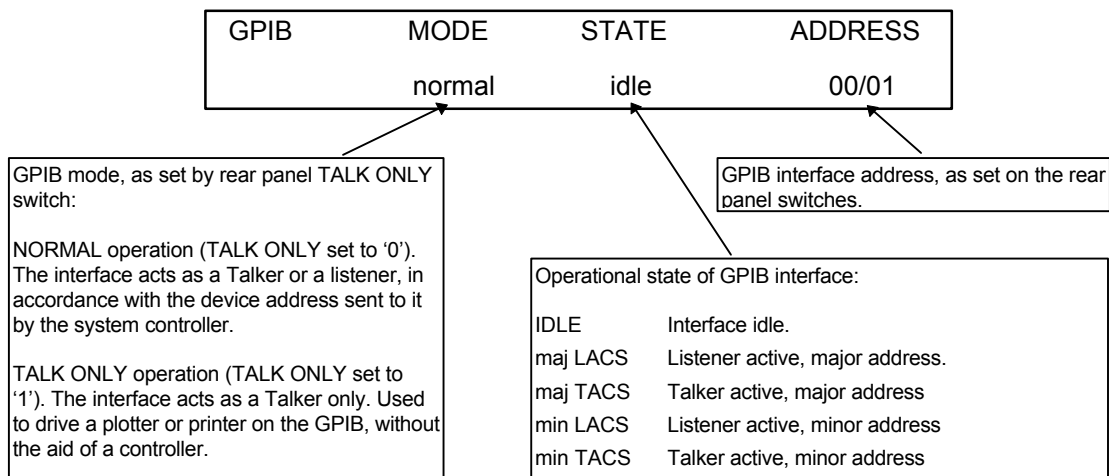 GPIB MODE STATE ADDRESS
normal idle 00/01
GPIB mode, as set by rear panel TALK ONLY
switch:
NORMAL operation (TALK ONLY set to ‘0’).
The interface acts as a Talker or a listener, in
accordance with the device address sent to it
by the system controller.
TALK ONLY operation (TALK ONLY set to
‘1’). The interface acts as a Talker only. Used
to drive a plotter or printer on the GPIB, without
the aid of a controller.
GPIB interface address, as set on the rear
panel switches.
Operational state of GPIB interface:
IDLE Interface idle.
maj LACS Listener active, major address.
maj TACS Talker active, major address
min LACS Listener active, minor address
min TACS Talker active, minor address